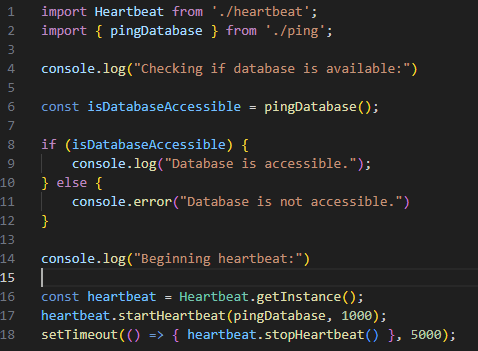 1 import Heartbeat from './heartbeat';
2 import { pingDatabase } from './ping';
3
4 console.log("Checking if database is available:")
5
6 const isDatabaseAccessible = pingDatabase();
7
8 if (isDatabaseAccessible) {
9     console.log("Database is accessible.");
10 } else {
11     console.error("Database is not accessible.")
12 }
13
14 console.log("Beginning heartbeat:")
15
16 const heartbeat = Heartbeat.getInstance();
17 heartbeat.startHeartbeat(pingDatabase, 1000);
18 setTimeout(() => { heartbeat.stopHeartbeat() }, 5000);